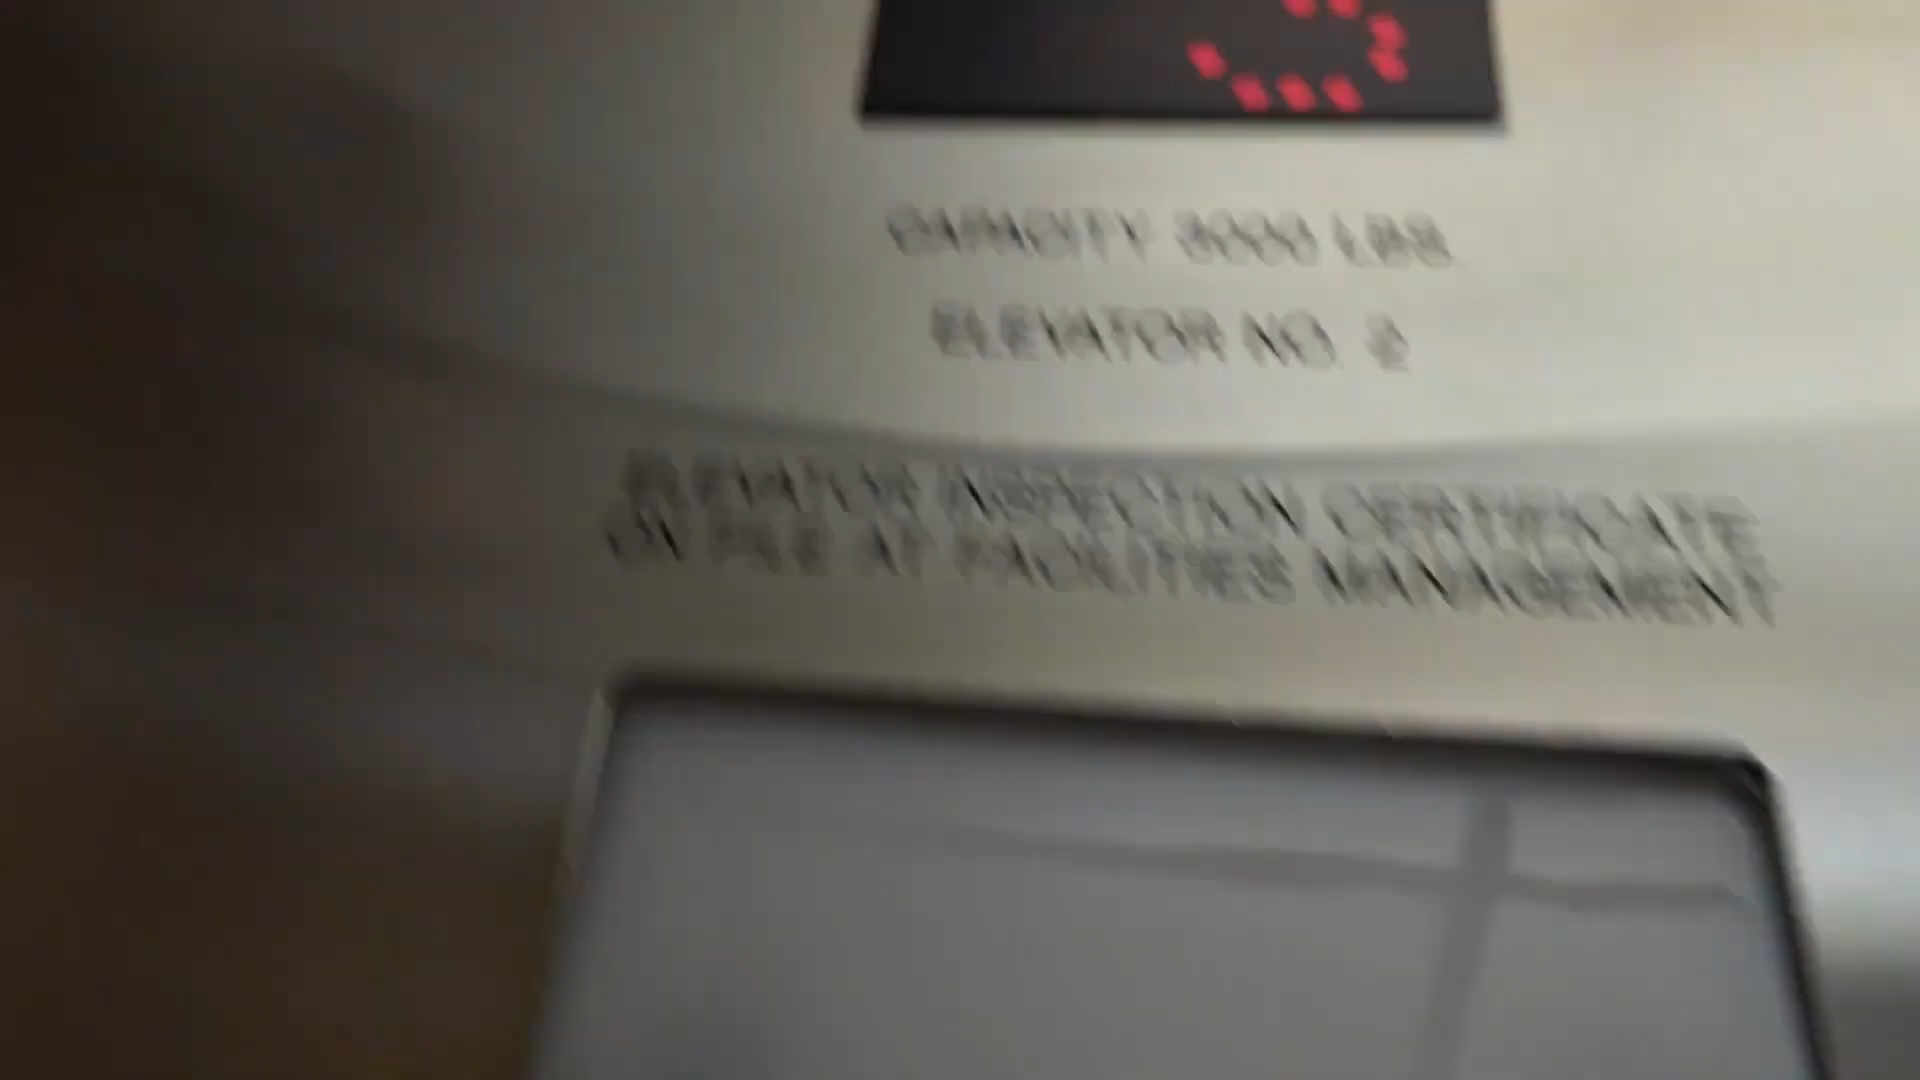 CAPACITY 3000 LBS
ELEVATOR NO. 2
ELEVATOR INSPECTION CERTIFICATE
ON FILE AT FACILITIES MANAGEMENT